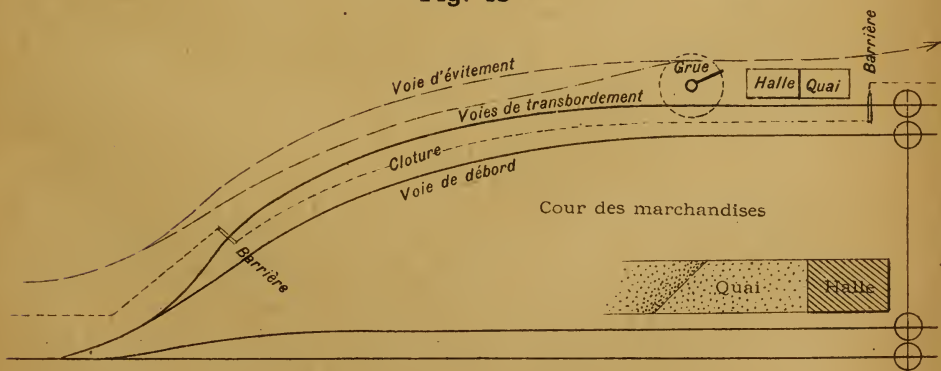 Voie d'évitement
Grue
Halle Quai
Barrière
Voies de transbordement
Cloture
Voie de débord
Cour des marchandises
Barrière
Quai
Halle